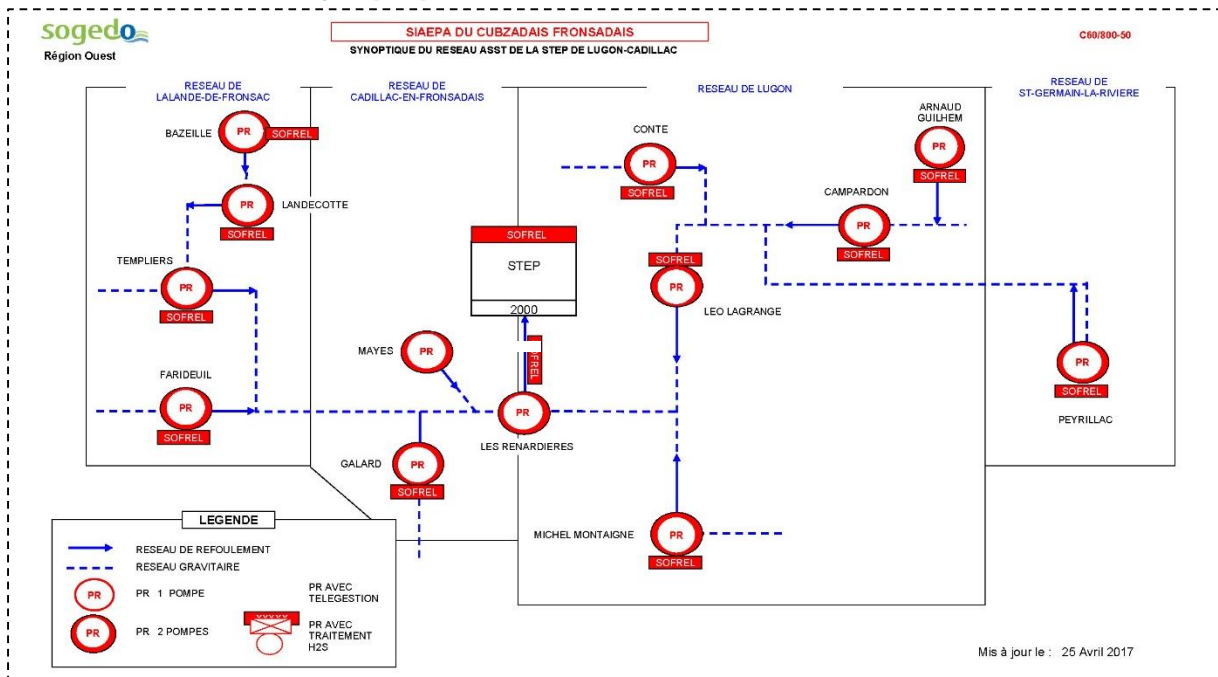 sogedo
Région Ouest
SIAEPA DU CUBZADAIS FRONSADAIS
SYNOPTIQUE DU RESEAU ASST DE LA STEP DE LUGON-CADILLAC
C60/800-50
RESEAU DE
LALANDE-DE-FRONSAC
RESEAU DE
CADILLAC-EN-FRONSADAIS
RESEAU DE LUGON
RESEAU DE
ST-GERMAIN-LA-RIVIERE
BAZEILLE
PR
SOFREL
PR
LANDECOTTE
SOFREL
TEMPLIERS
PR
SOFREL
FARIDEUIL
PR
SOFREL
MAYES
PR
GALARD
PR
SOFREL
SOFREL
STEP
2000
SOFREL
PR
LES RENARDIERES
CONTE
PR
SOFREL
ARNAUD
GUILHEM
PR
SOFREL
CAMPARDON
PR
SOFREL
SOFREL
PR
LEO LAGRANGE
MICHEL MONTAIGNE
PR
SOFREL
PR
SOFREL
PEYRILLAC
LEGENDE
RESEAU DE REFOULEMENT
RESEAU GRAVITAIRE
PR
PR 1 POMPE
PR AVEC
TELEGESTION
PR
PR 2 POMPES
PR AVEC
TRAITEMENT
H2S
Mis à jour le : 25 Avril 2017